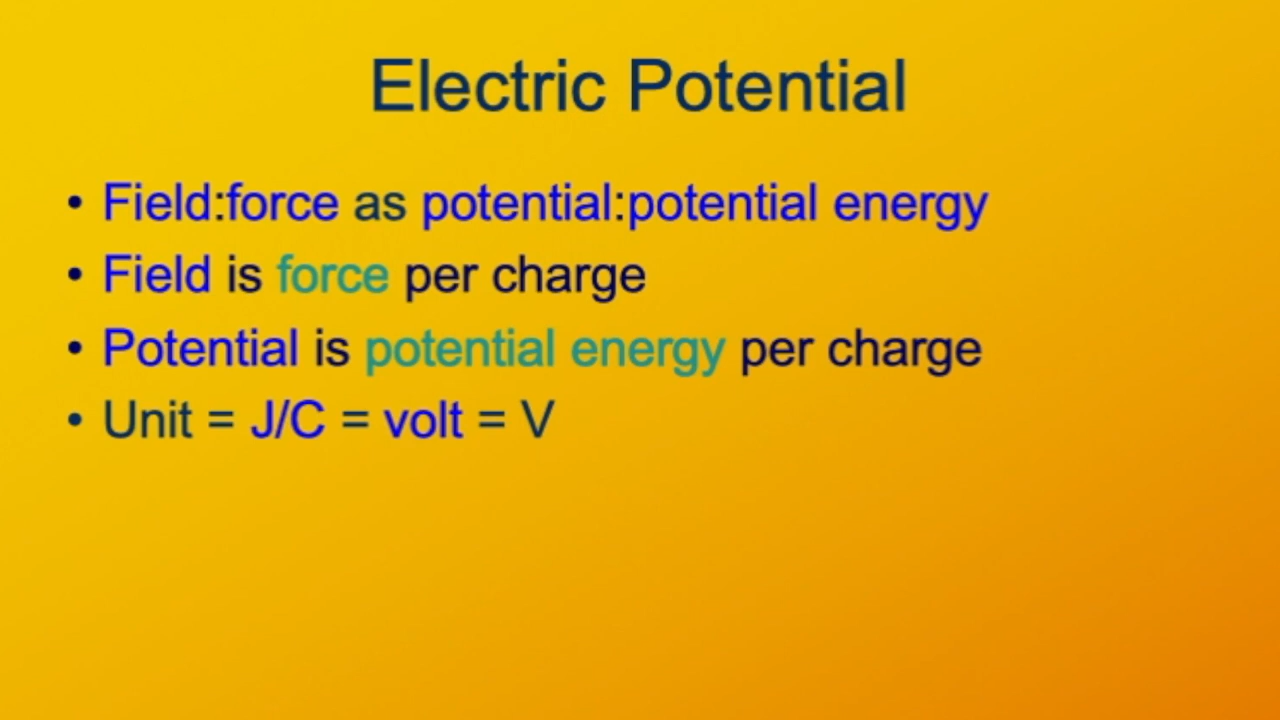 Electric Potential
• Field:force as potential:potential energy
• Field is force per charge
• Potential is potential energy per charge
• Unit = J/C = volt = V